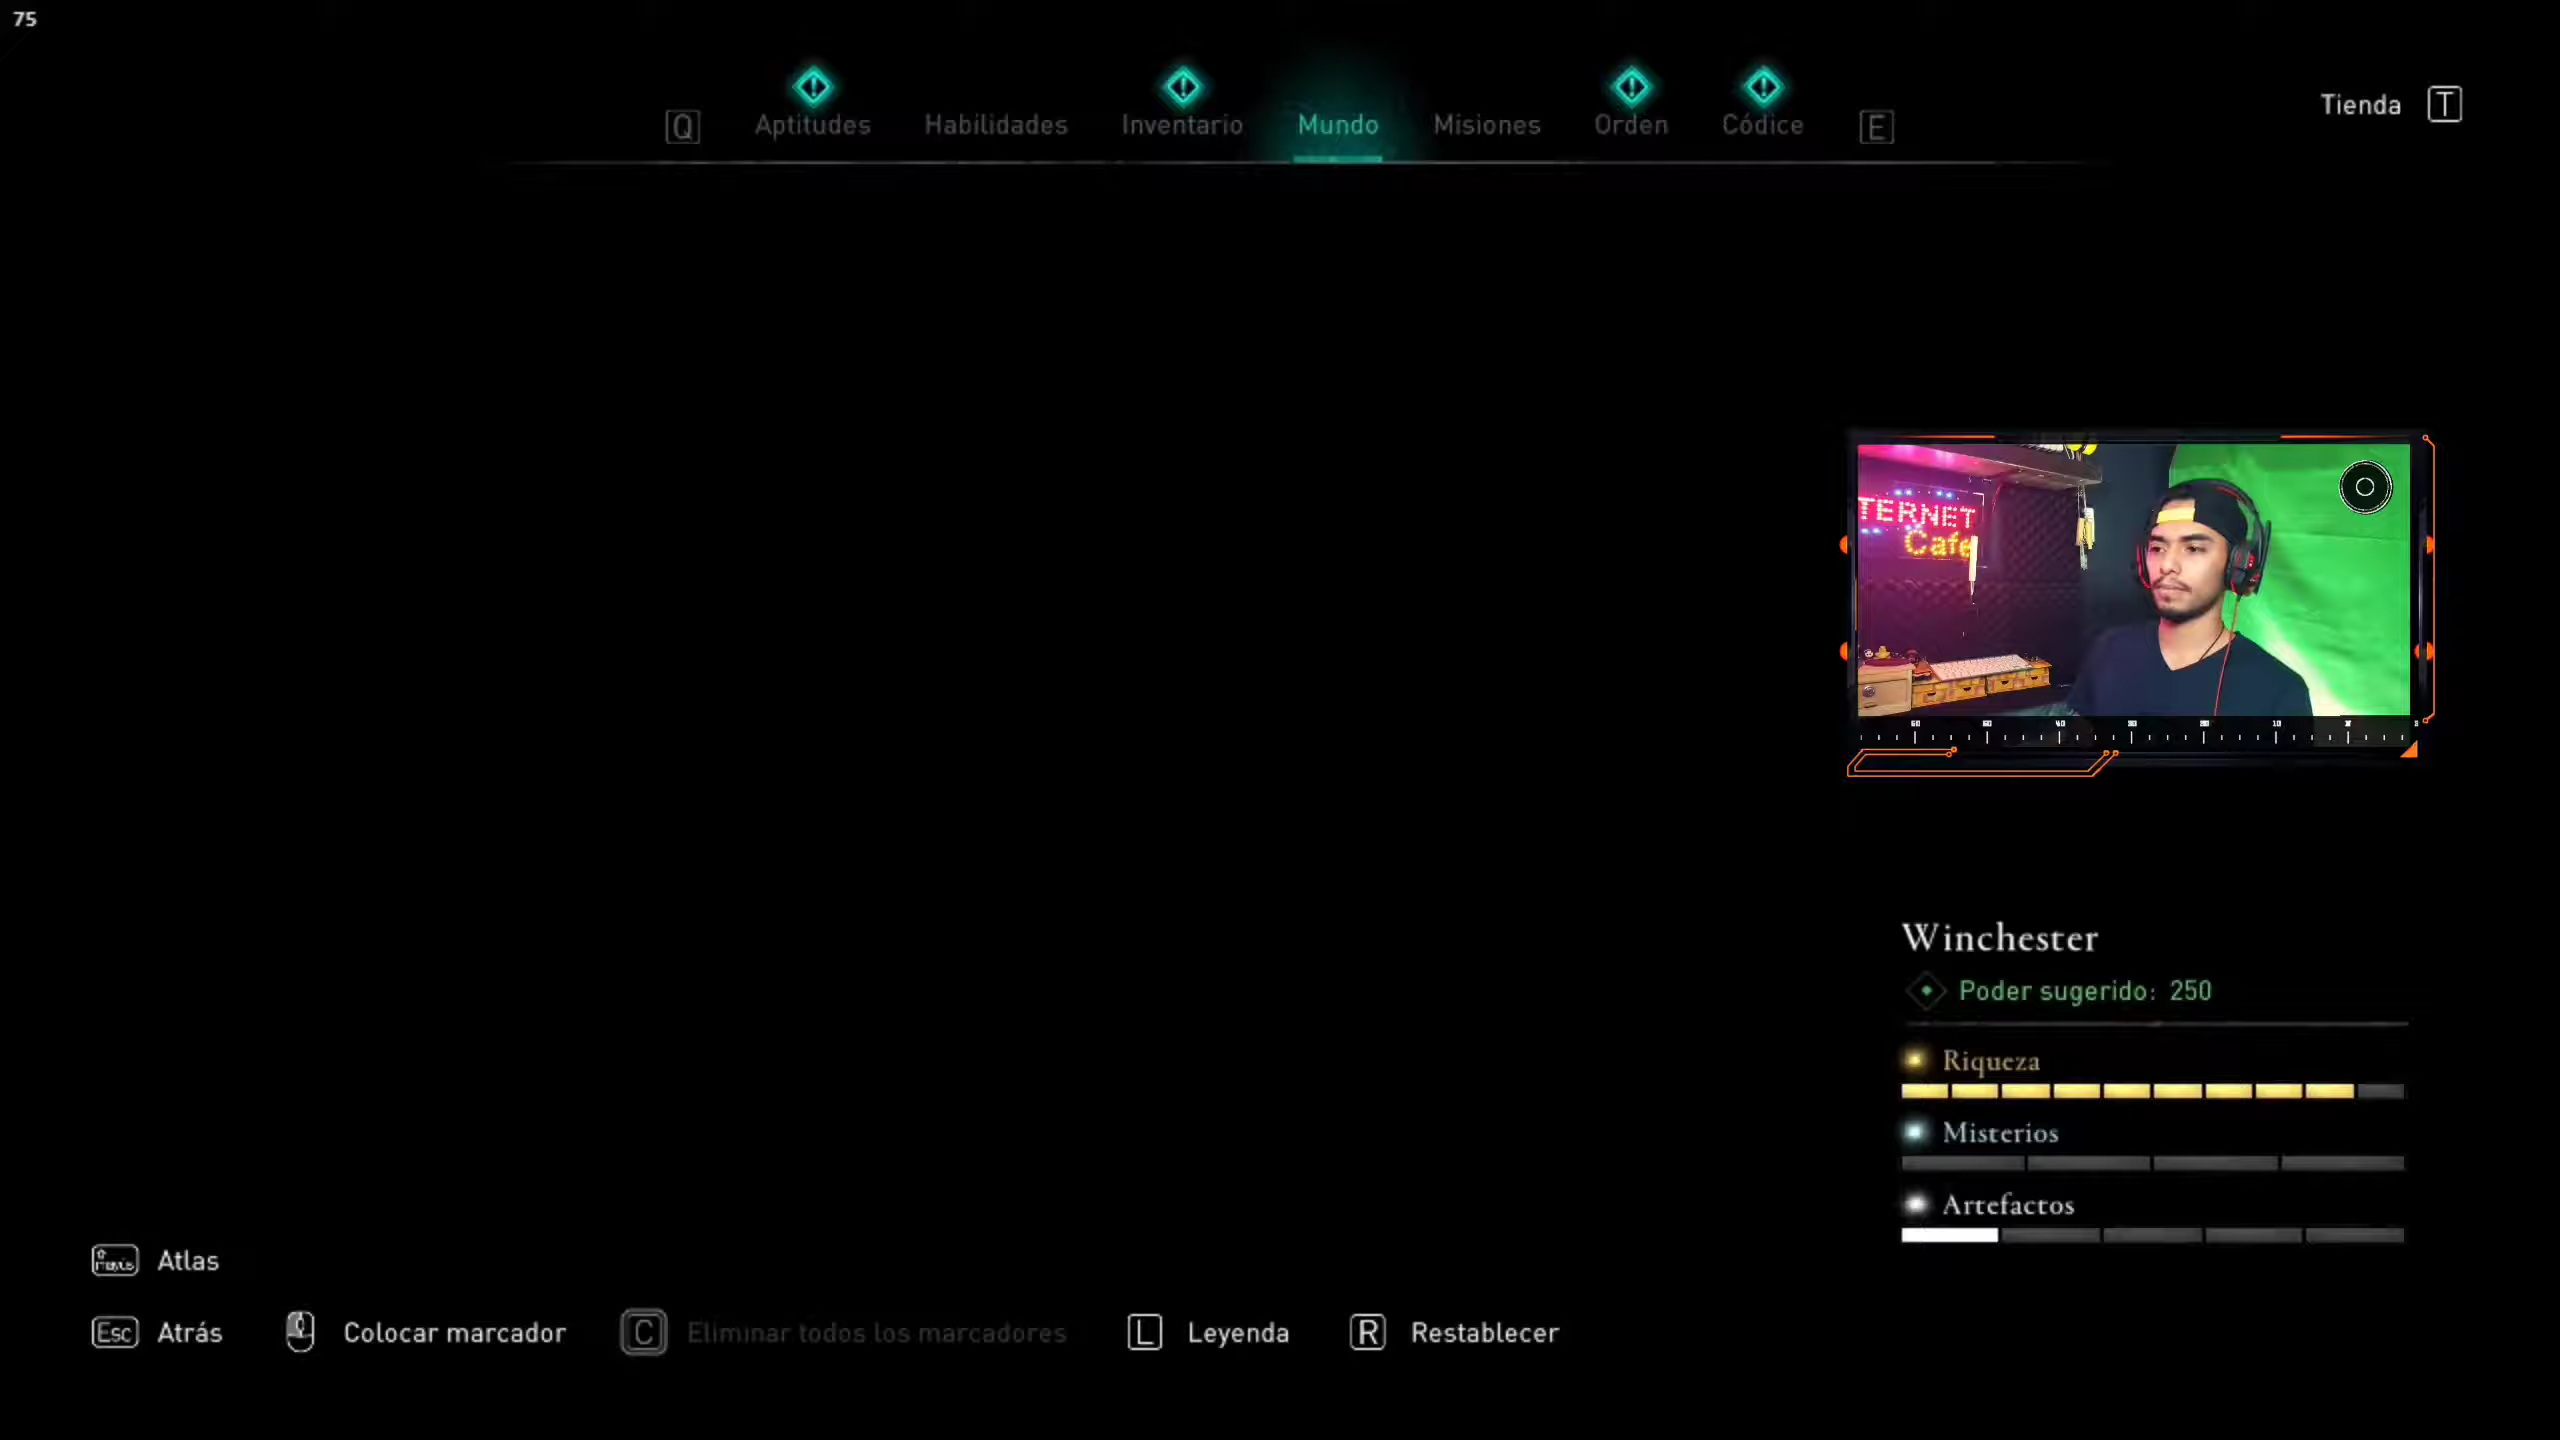 75
Q Aptitudes Habilidades Inventario Mundo Misiones Orden Códice E
Tienda T
TERNET
Cafe
Winchester
Poder sugerido: 250
Riqueza
Misterios
Artefactos
mayús Atlas
Esc Atrás Colocar marcador C Eliminar todos los marcadores L Leyenda R Restablecer